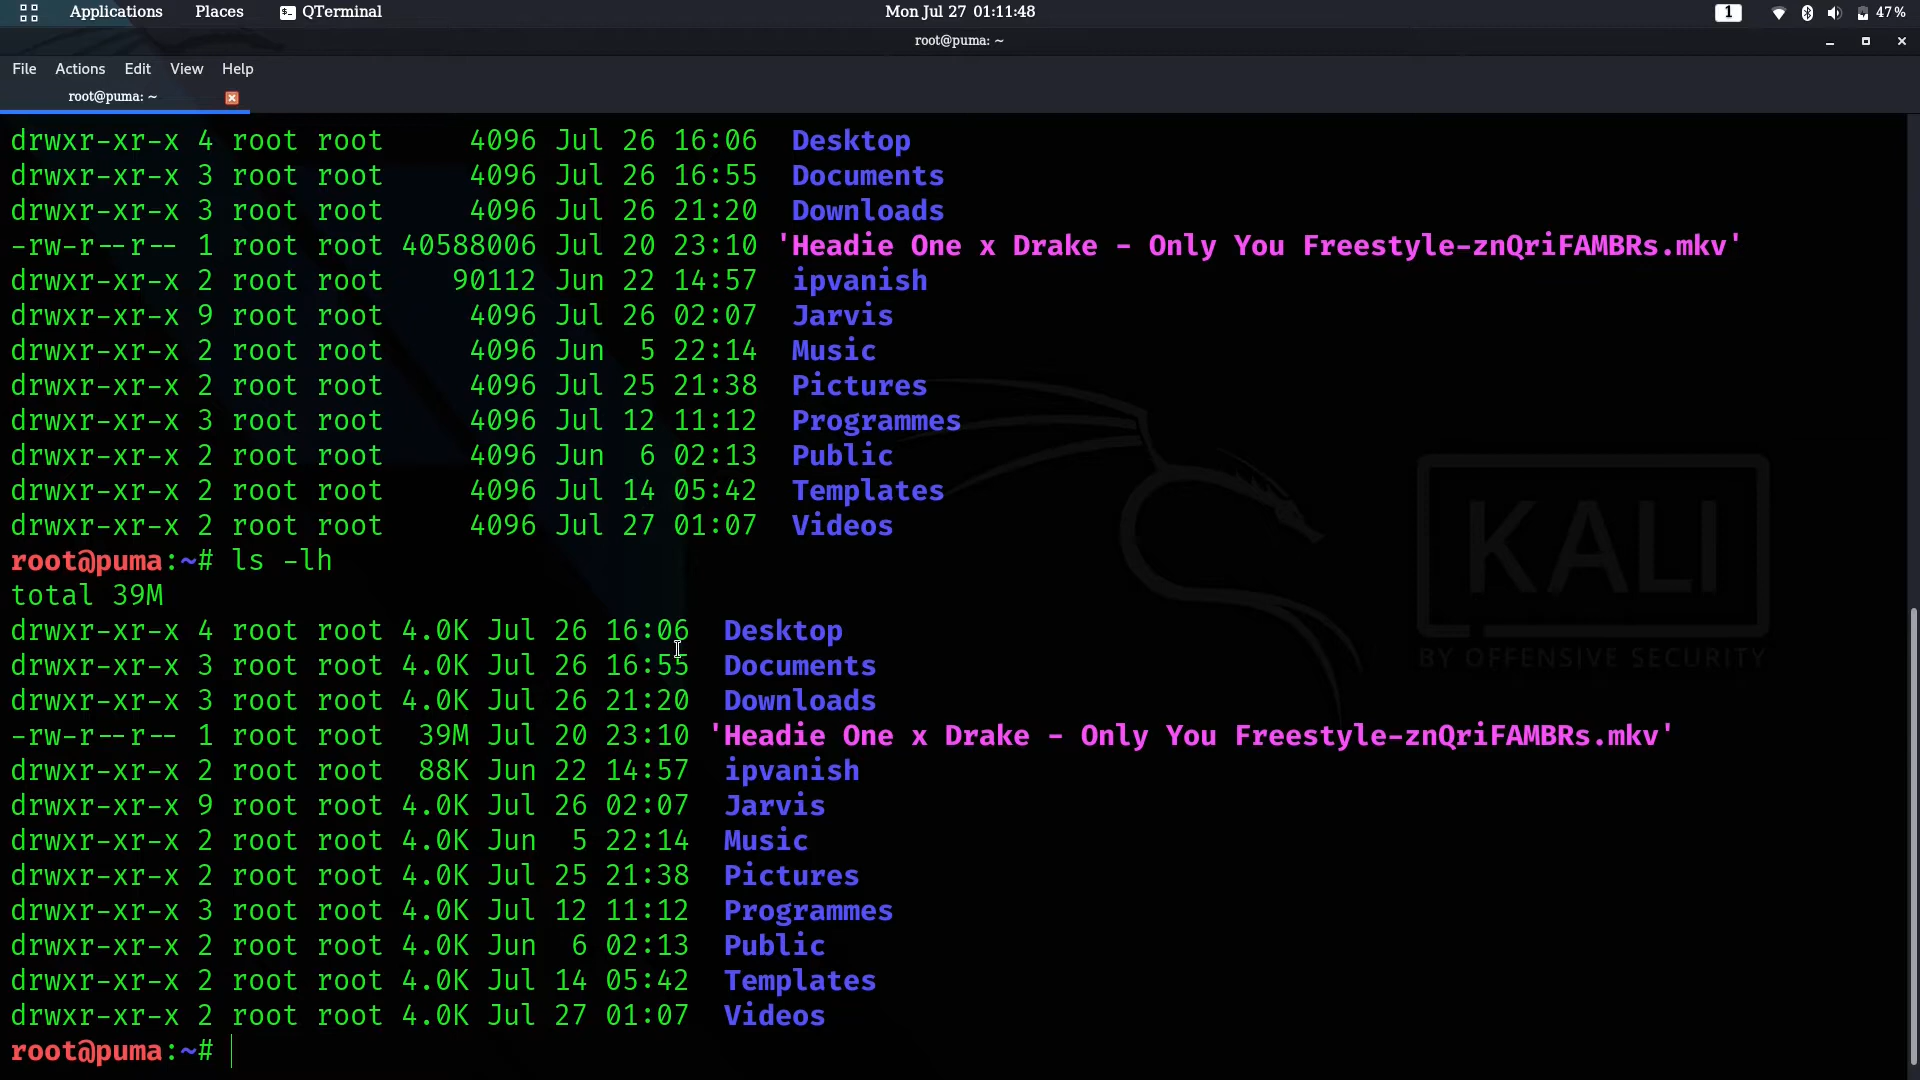 Applications Places QTerminal Mon Jul 27 01:11:48 1 47%
root@puma: ~
File Actions Edit View Help
root@puma: ~
drwxr-xr-x 4 root root     4096 Jul 26 16:06  Desktop
drwxr-xr-x 3 root root     4096 Jul 26 16:55  Documents
drwxr-xr-x 3 root root     4096 Jul 26 21:20  Downloads
-rw-r--r-- 1 root root 40588006 Jul 20 23:10 'Headie One x Drake - Only You Freestyle-znQriFAMBRs.mkv'
drwxr-xr-x 2 root root    90112 Jun 22 14:57  ipvanish
drwxr-xr-x 9 root root     4096 Jul 26 02:07  Jarvis
drwxr-xr-x 2 root root     4096 Jun  5 22:14  Music
drwxr-xr-x 2 root root     4096 Jul 25 21:38  Pictures
drwxr-xr-x 3 root root     4096 Jul 12 11:12  Programmes
drwxr-xr-x 2 root root     4096 Jun  6 02:13  Public
drwxr-xr-x 2 root root     4096 Jul 14 05:42  Templates
drwxr-xr-x 2 root root     4096 Jul 27 01:07  Videos
root@puma:~# ls -lh
total 39M
drwxr-xr-x 4 root root 4.0K Jul 26 16:06  Desktop
drwxr-xr-x 3 root root 4.0K Jul 26 16:55  Documents
drwxr-xr-x 3 root root 4.0K Jul 26 21:20  Downloads
-rw-r--r-- 1 root root  39M Jul 20 23:10 'Headie One x Drake - Only You Freestyle-znQriFAMBRs.mkv'
drwxr-xr-x 2 root root  88K Jun 22 14:57  ipvanish
drwxr-xr-x 9 root root 4.0K Jul 26 02:07  Jarvis
drwxr-xr-x 2 root root 4.0K Jun  5 22:14  Music
drwxr-xr-x 2 root root 4.0K Jul 25 21:38  Pictures
drwxr-xr-x 3 root root 4.0K Jul 12 11:12  Programmes
drwxr-xr-x 2 root root 4.0K Jun  6 02:13  Public
drwxr-xr-x 2 root root 4.0K Jul 14 05:42  Templates
drwxr-xr-x 2 root root 4.0K Jul 27 01:07  Videos
root@puma:~#
KALI
BY OFFENSIVE SECURITY